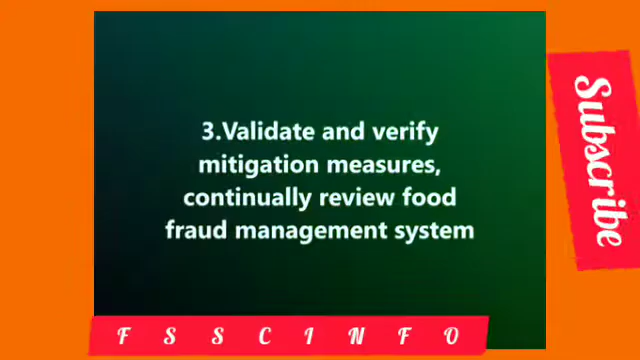 3.Validate and verify
mitigation measures,
continually review food
fraud management system
Subscribe
F S S C I N F O